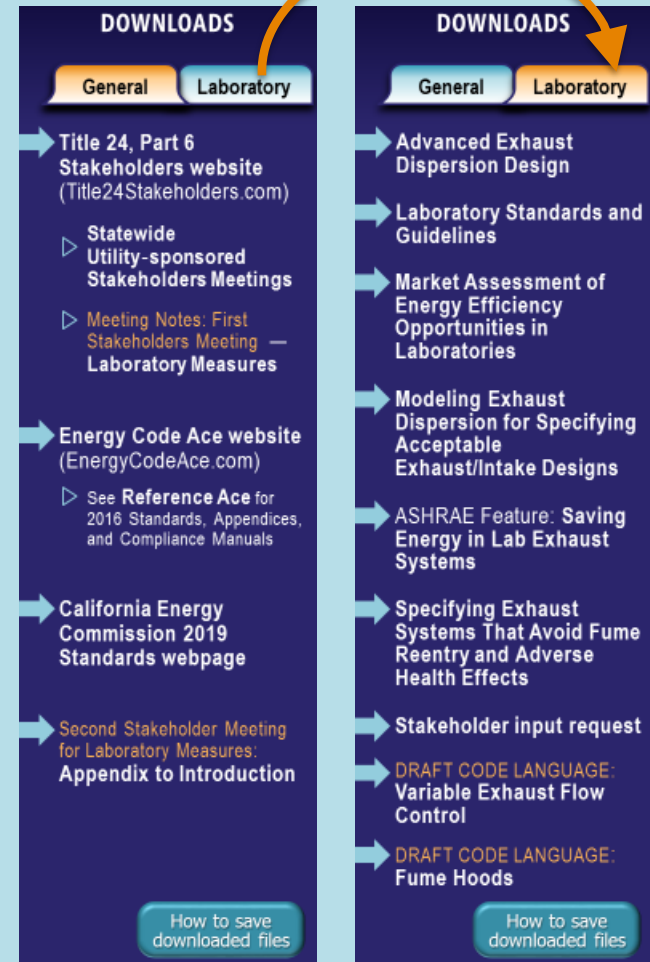 DOWNLOADS
General
Laboratory
Title 24, Part 6
Stakeholders website
(Title24Stakeholders.com)
Statewide
Utility-sponsored
Stakeholders Meetings
Meeting Notes: First
Stakeholders Meeting —
Laboratory Measures
Energy Code Ace website
(EnergyCodeAce.com)
See Reference Ace for
2016 Standards, Appendices,
and Compliance Manuals
California Energy
Commission 2019
Standards webpage
Second Stakeholder Meeting
for Laboratory Measures:
Appendix to Introduction
How to save
downloaded files
DOWNLOADS
General
Laboratory
Advanced Exhaust
Dispersion Design
Laboratory Standards and
Guidelines
Market Assessment of
Energy Efficiency
Opportunities in
Laboratories
Modeling Exhaust
Dispersion for Specifying
Acceptable
Exhaust/Intake Designs
ASHRAE Feature: Saving
Energy in Lab Exhaust
Systems
Specifying Exhaust
Systems That Avoid Fume
Reentry and Adverse
Health Effects
Stakeholder input request
DRAFT CODE LANGUAGE:
Variable Exhaust Flow
Control
DRAFT CODE LANGUAGE:
Fume Hoods
How to save
downloaded files